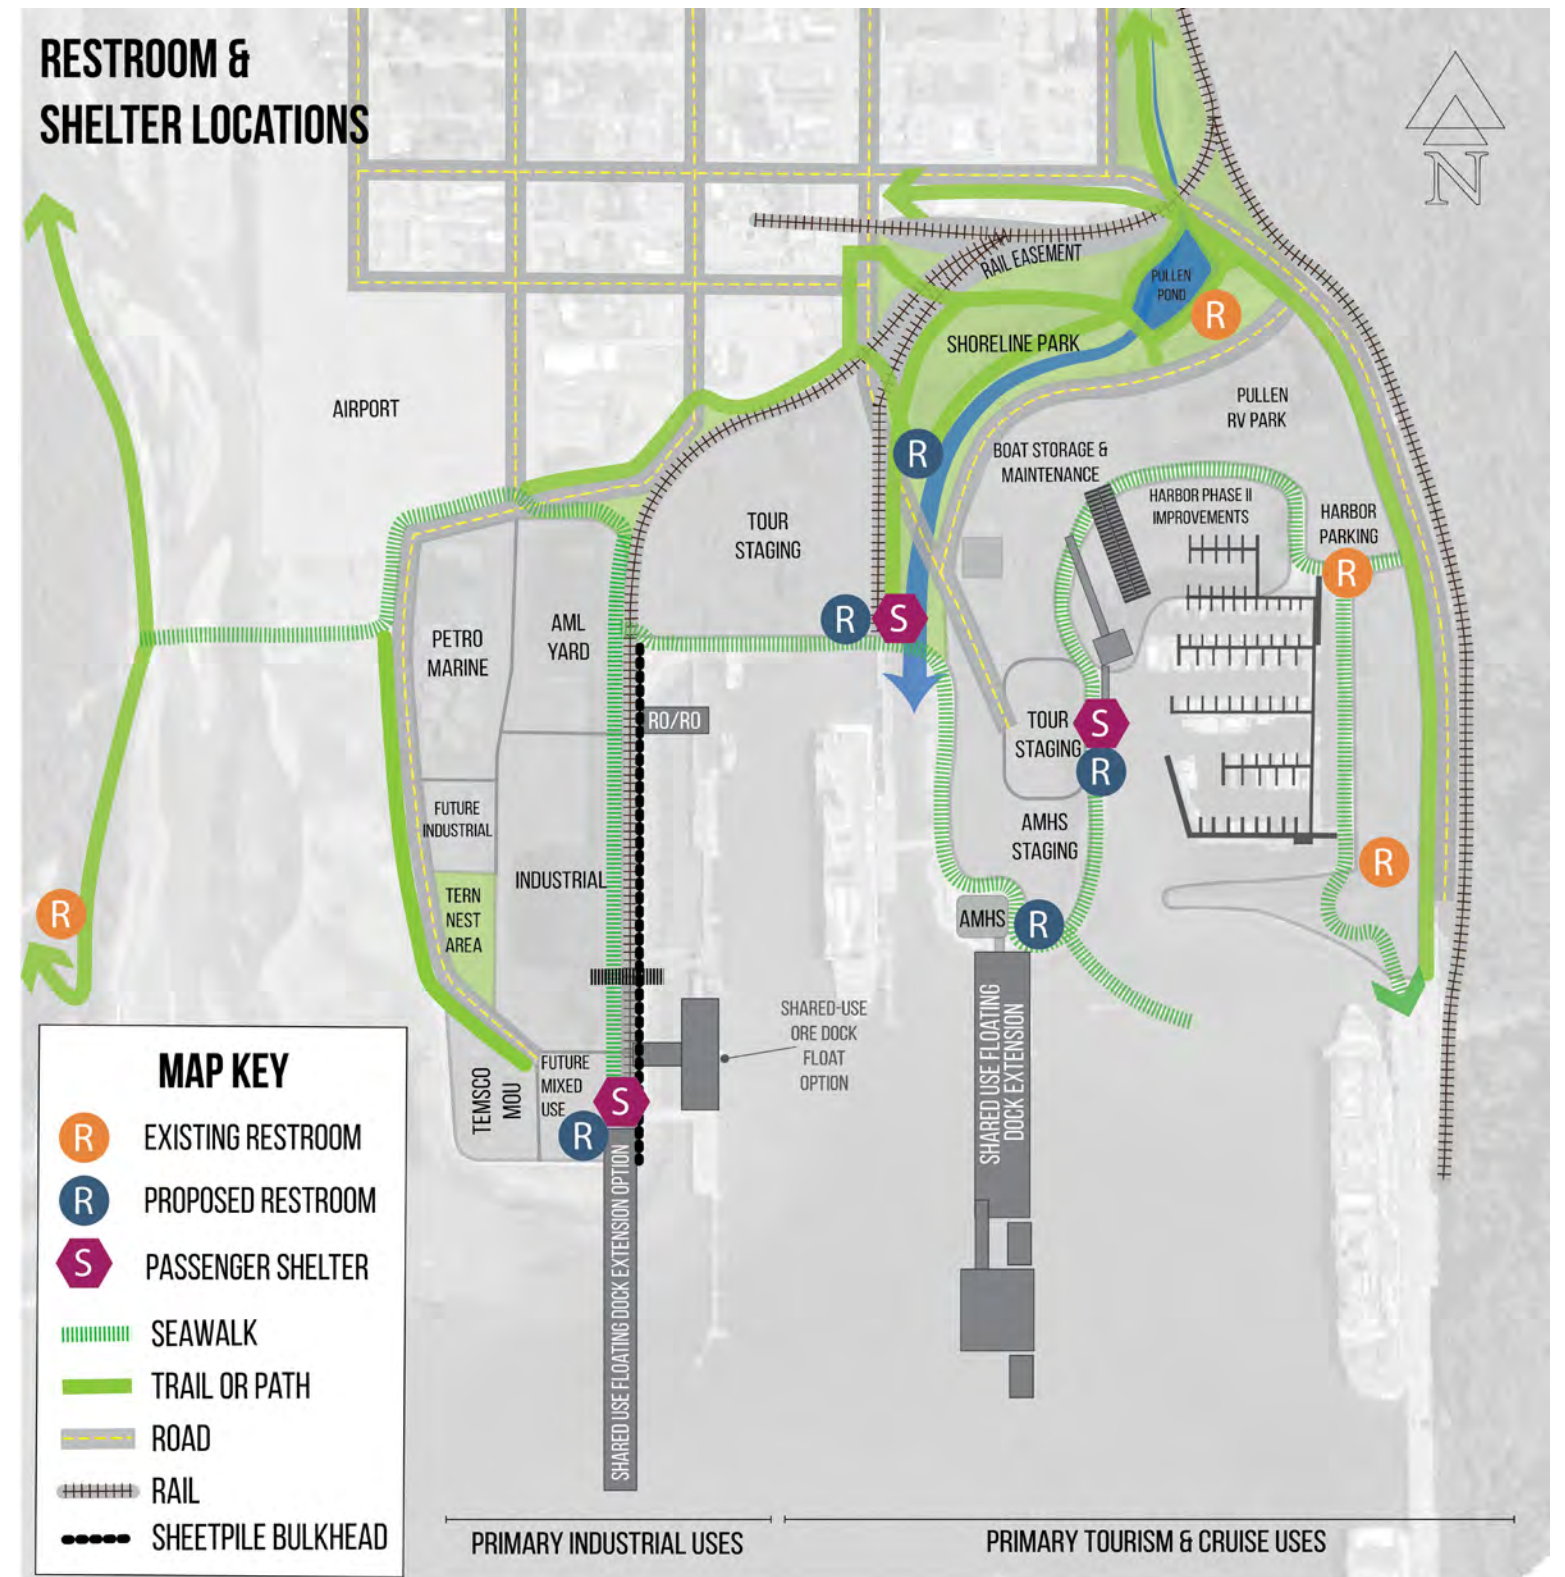 RESTROOM &
SHELTER LOCATIONS
N
RAIL EASEMENT
PULLEN
POND
R
SHORELINE PARK
AIRPORT
PULLEN
RV PARK
R
BOAT STORAGE &
MAINTENANCE
HARBOR PHASE II
IMPROVEMENTS
HARBOR
PARKING
R
TOUR
STAGING
R
S
PETRO
MARINE
AML
YARD
RO/RO
TOUR
STAGING
S
R
FUTURE
INDUSTRIAL
AMHS
STAGING
INDUSTRIAL
R
TERN
NEST
AREA
R
AMHS
R
SHARED-USE
ORE DOCK
FLOAT
OPTION
SHARED USE FLOATING
DOCK EXTENSION
TEMSCO
MOU
FUTURE
MIXED
USE
S
R
SHARED USE FLOATING DOCK EXTENSION OPTION
MAP KEY
R EXISTING RESTROOM
R PROPOSED RESTROOM
S PASSENGER SHELTER
SEAWALK
TRAIL OR PATH
ROAD
RAIL
SHEETPILE BULKHEAD
PRIMARY INDUSTRIAL USES
PRIMARY TOURISM & CRUISE USES